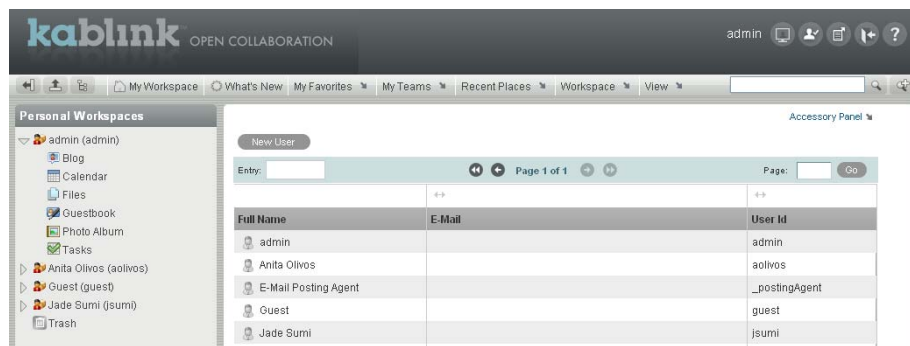 kablink OPEN COLLABORATION
admin ?
My Workspace What's New My Favorites My Teams Recent Places Workspace View
Personal Workspaces
admin (admin)
Blog
Calendar
Files
Guestbook
Photo Album
Tasks
Anita Olivos (aolivos)
Guest (guest)
Jade Sumi (jsumi)
Trash
Accessory Panel
New User
Entry: Page 1 of 1 Page: Go
Full Name E-Mail User Id
admin admin
Anita Olivos aolivos
E-Mail Posting Agent _postingAgent
Guest guest
Jade Sumi jsumi